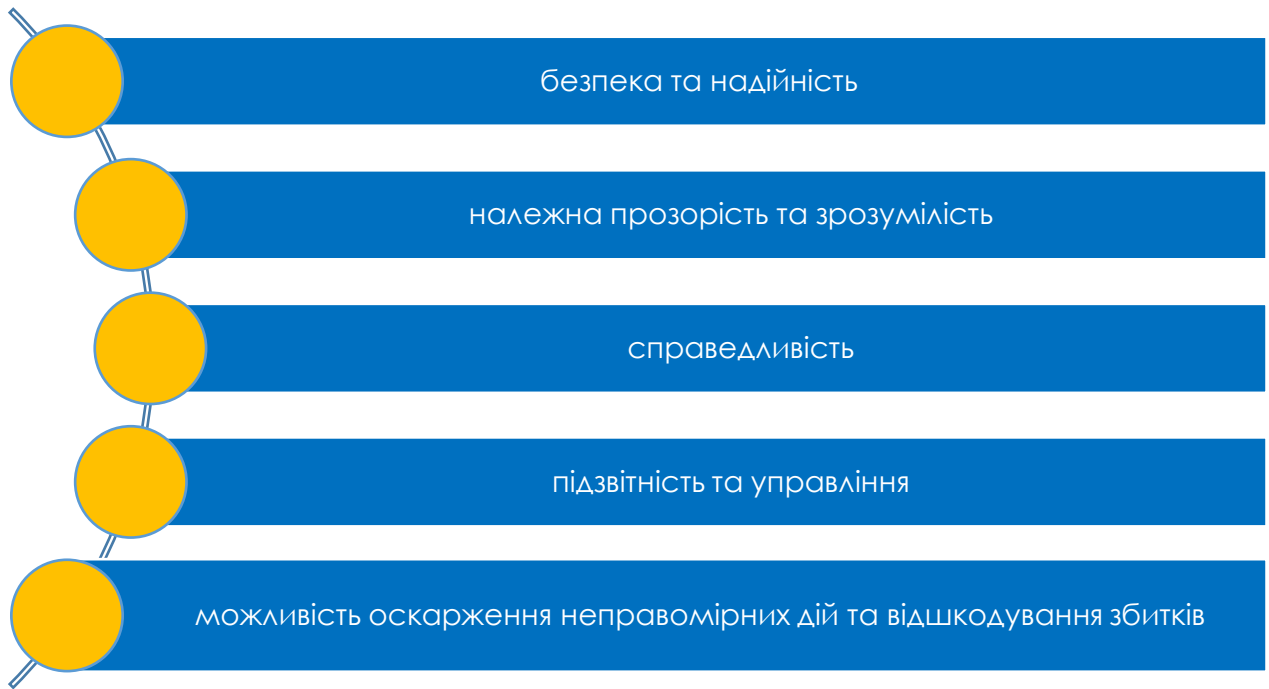 безпека та надійність
належна прозорість та зрозумілість
справедливість
підзвітність та управління
можливість оскарження неправомірних дій та відшкодування збитків